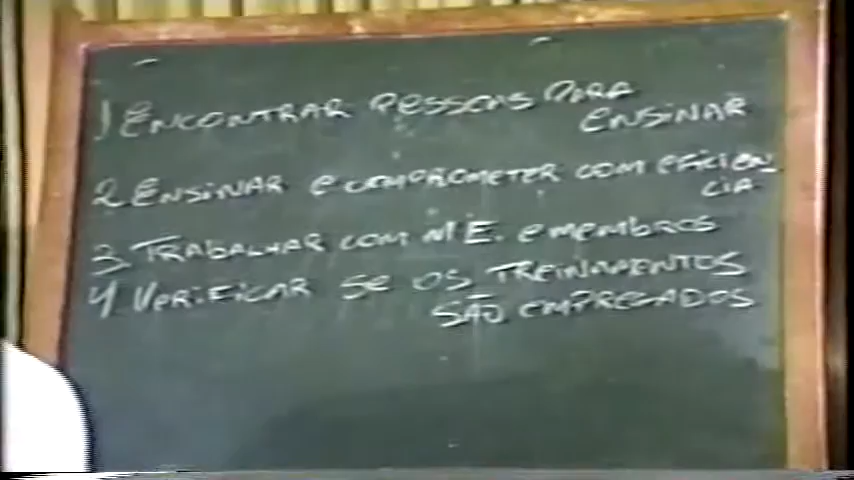 1 ENCONTRAR PESSOAS PARA
ENSINAR
2 ENSINAR E COMPROMETER COM EFICIEN
CIA
3 TRABALHAR COM M.E. E MEMBROS
4 VERIFICAR SE OS TREINAMENTOS
SÃO EMPREGADOS